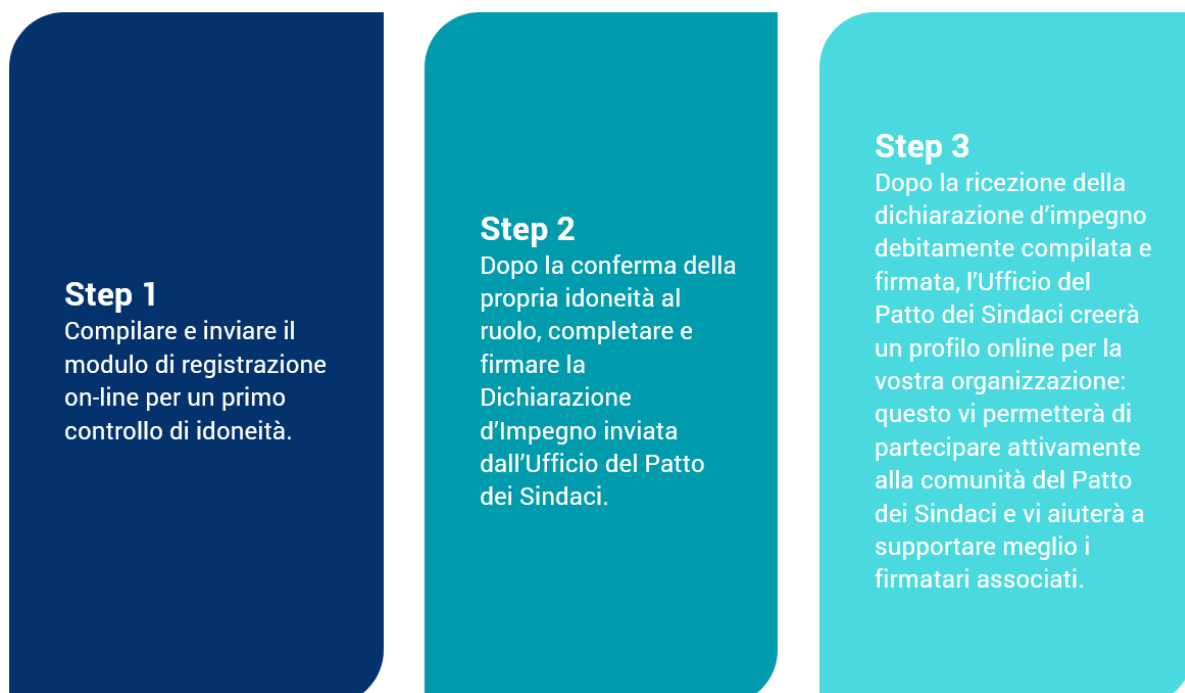 Step 1
Compilare e inviare il
modulo di registrazione
on-line per un primo
controllo di idoneità.
Step 2
Dopo la conferma della
propria idoneità al
ruolo, completare e
firmare la
Dichiarazione
d’Impegno inviata
dall’Ufficio del Patto
dei Sindaci.
Step 3
Dopo la ricezione della
dichiarazione d’impegno
debitamente compilata e
firmata, l’Ufficio del
Patto dei Sindaci creerà
un profilo online per la
vostra organizzazione:
questo vi permetterà di
partecipare attivamente
alla comunità del Patto
dei Sindaci e vi aiuterà a
supportare meglio i
firmatari associati.